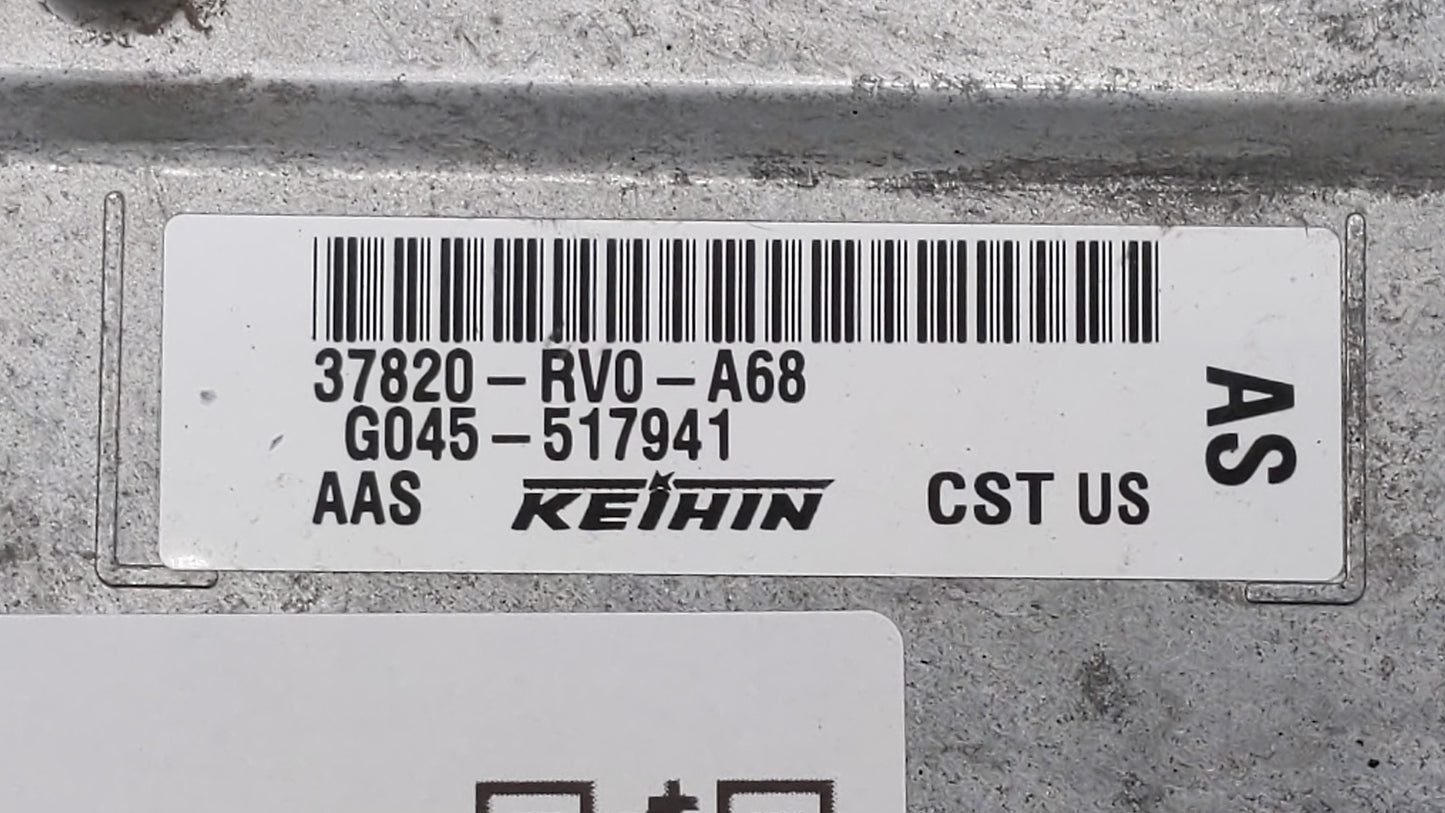 37820-RV0-A68
G045-517941
AAS KEIHIN CST US
AS